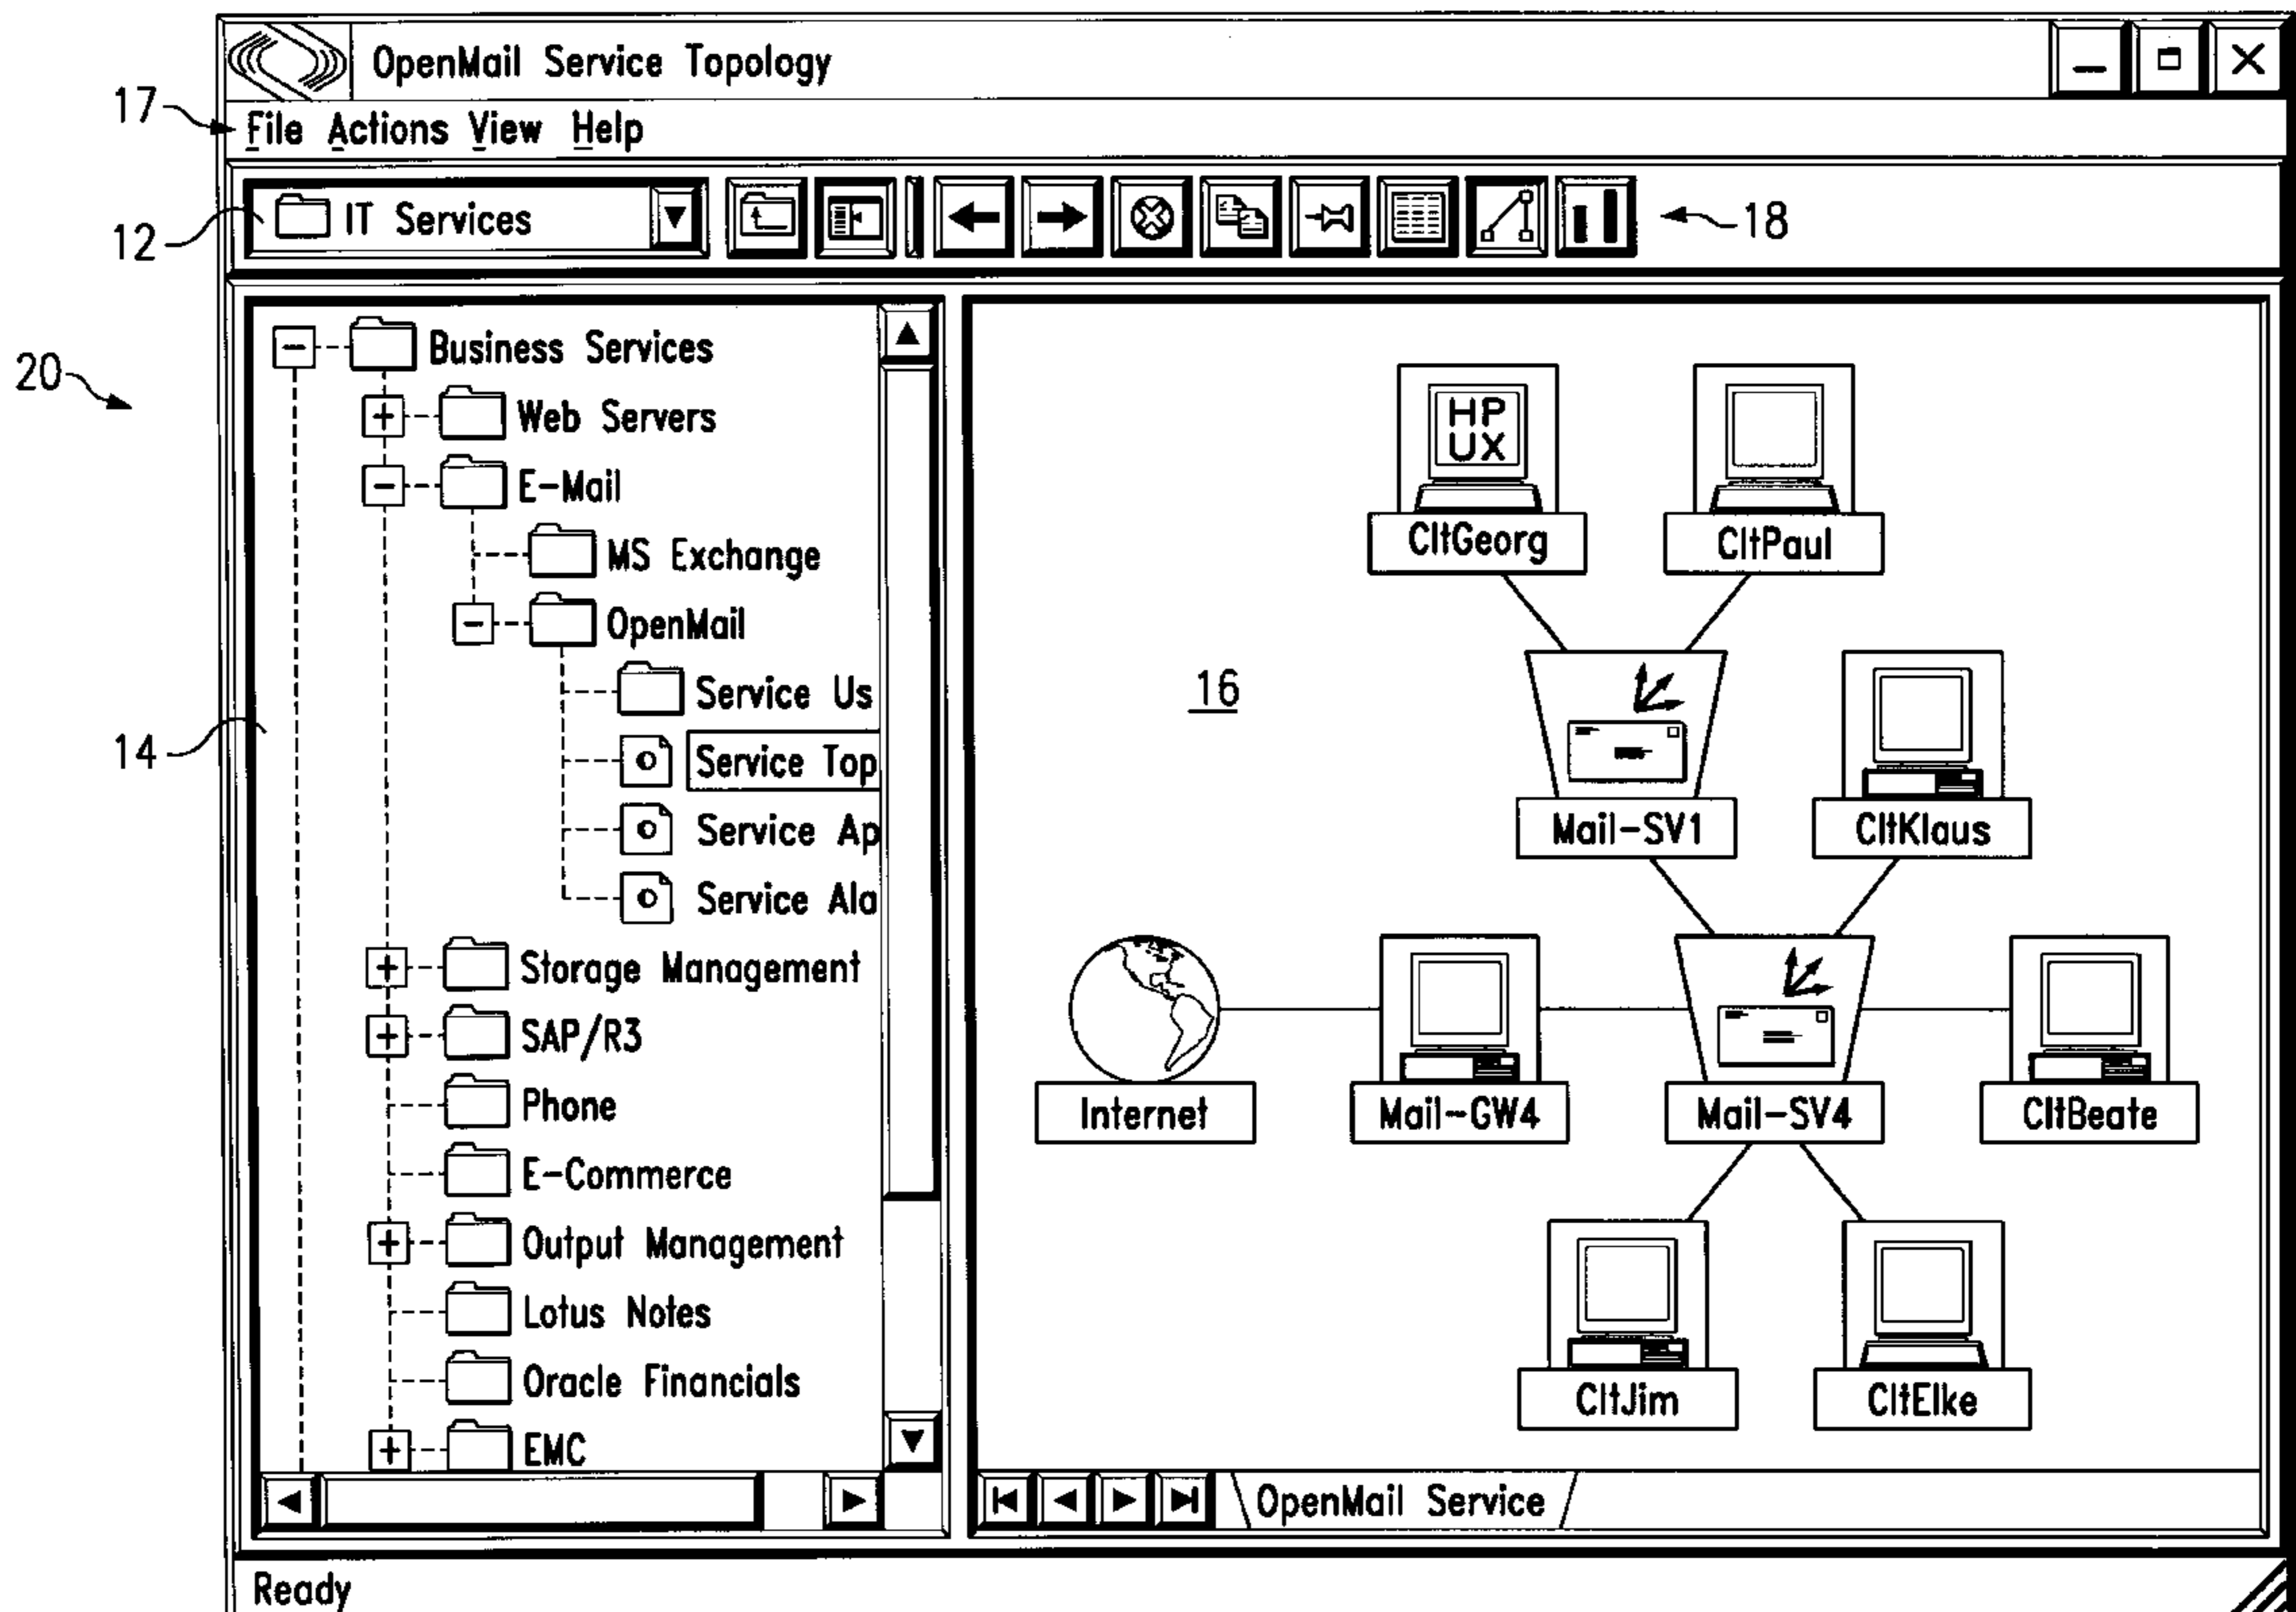 OpenMail Service Topology
17
File Actions View Help
12
IT Services
18
20
14
Business Services
Web Servers
E-Mail
MS Exchange
OpenMail
Service Us
Service Top
Service Ap
Service Ala
Storage Management
SAP/R3
Phone
E-Commerce
Output Management
Lotus Notes
Oracle Financials
EMC
16
HP
UX
CltGeorg
CltPaul
Mail-SV1
CltKlaus
Internet
Mail-GW4
Mail-SV4
CltBeate
CltJim
CltElke
OpenMail Service
Ready